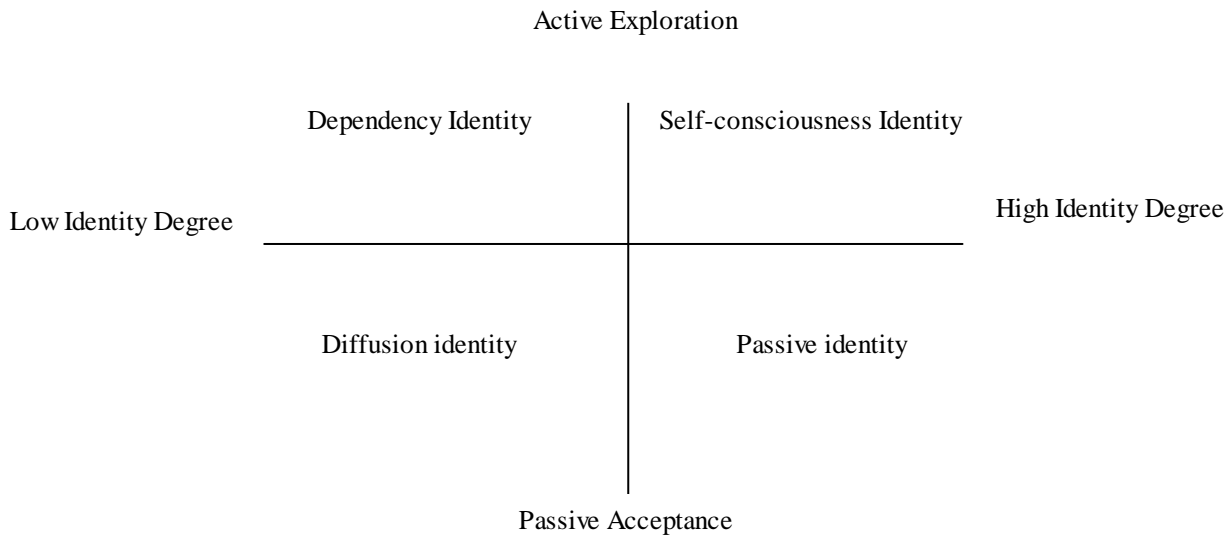 Active Exploration
Dependency Identity
Self-consciousness Identity
Low Identity Degree
High Identity Degree
Diffusion identity
Passive identity
Passive Acceptance